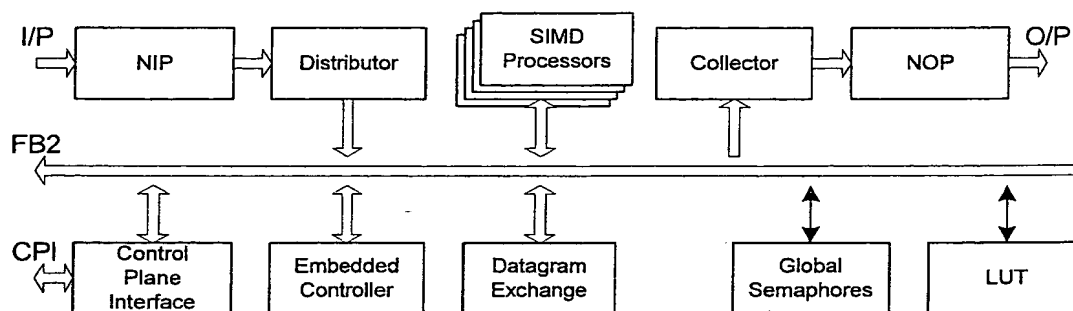 I/P
NIP
Distributor
SIMD
Processors
Collector
NOP
O/P
FB2
CPI
Control
Plane
Interface
Embedded
Controller
Datagram
Exchange
Global
Semaphores
LUT